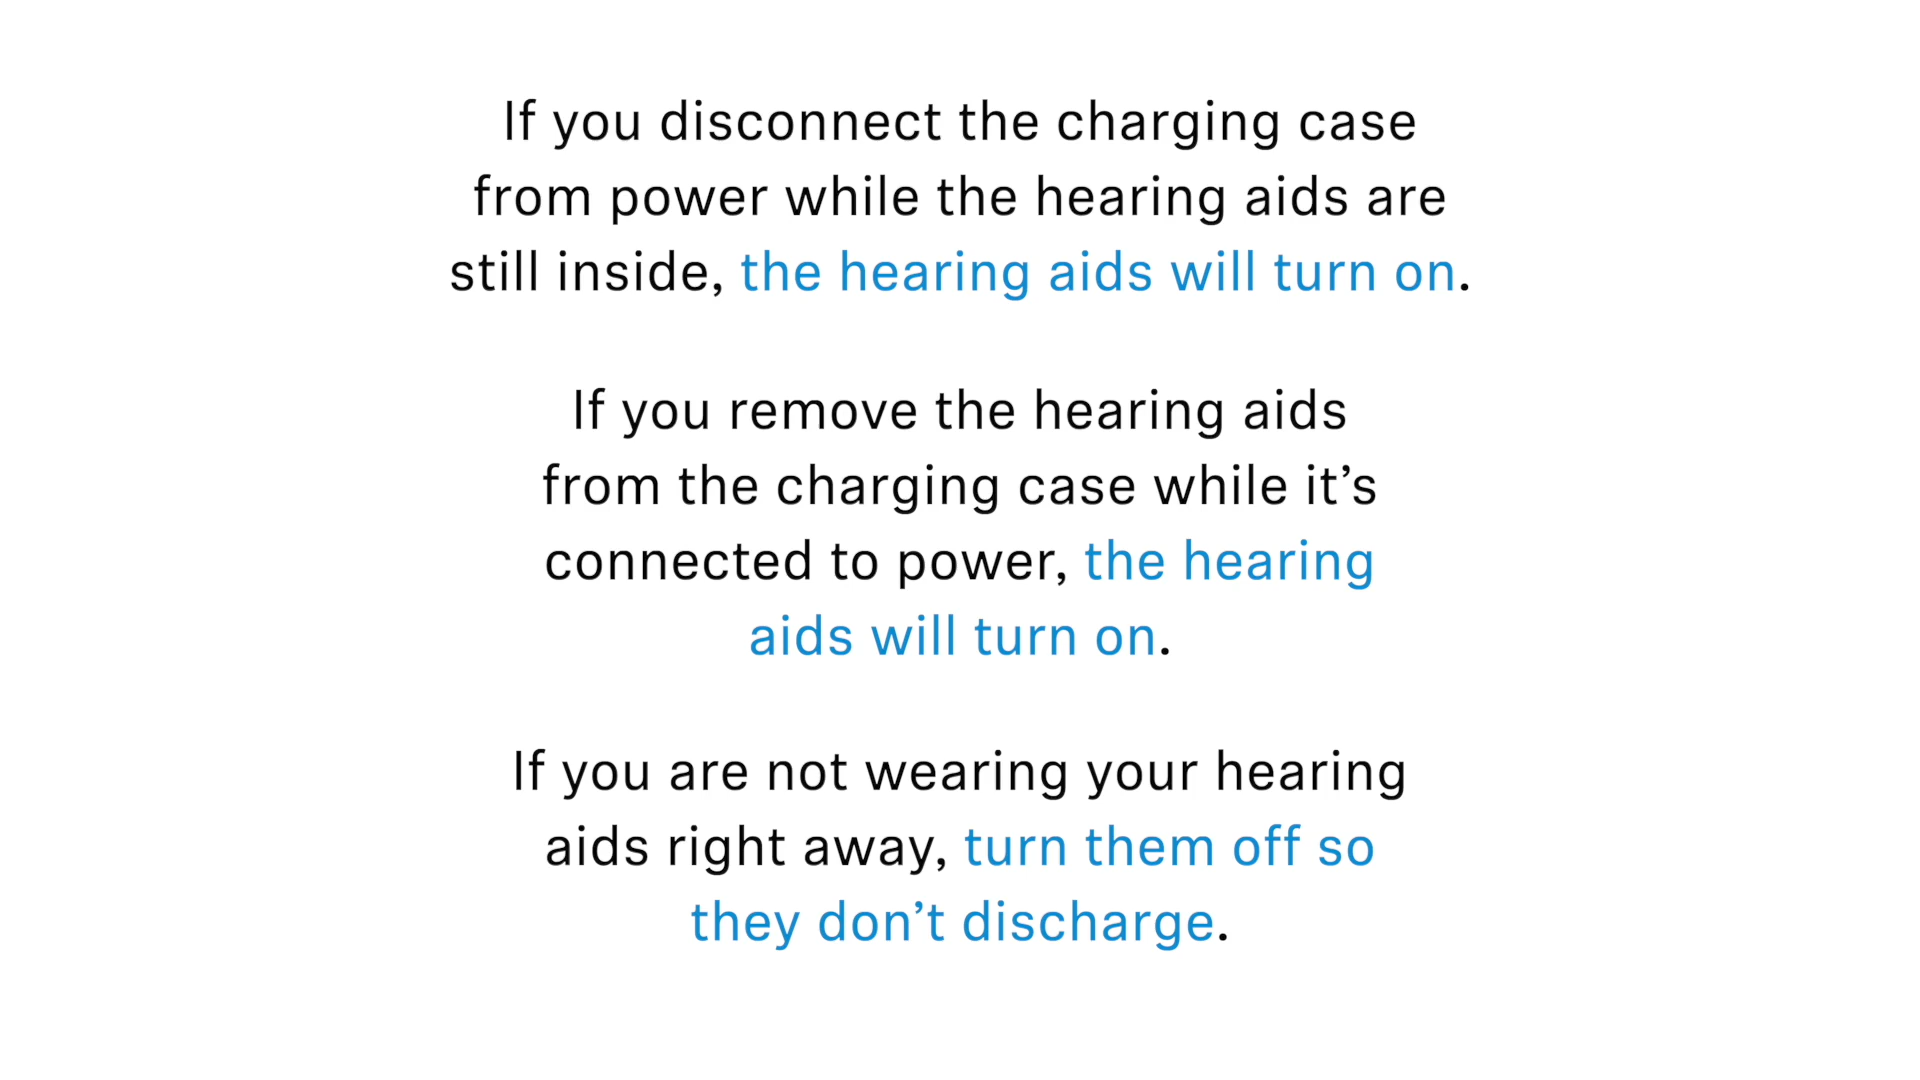 If you disconnect the charging case
from power while the hearing aids are
still inside, the hearing aids will turn on.
If you remove the hearing aids
from the charging case while it’s
connected to power, the hearing
aids will turn on.
If you are not wearing your hearing
aids right away, turn them off so
they don’t discharge.